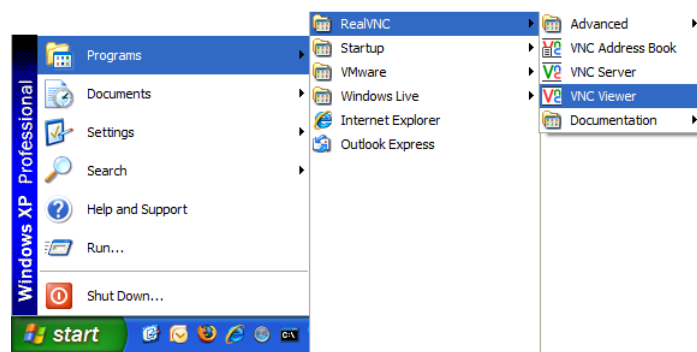 Windows XP Professional
Programs
Documents
Settings
Search
Help and Support
Run...
Shut Down...
start
RealVNC
Startup
VMware
Windows Live
Internet Explorer
Outlook Express
Advanced
VNC Address Book
VNC Server
VNC Viewer
Documentation